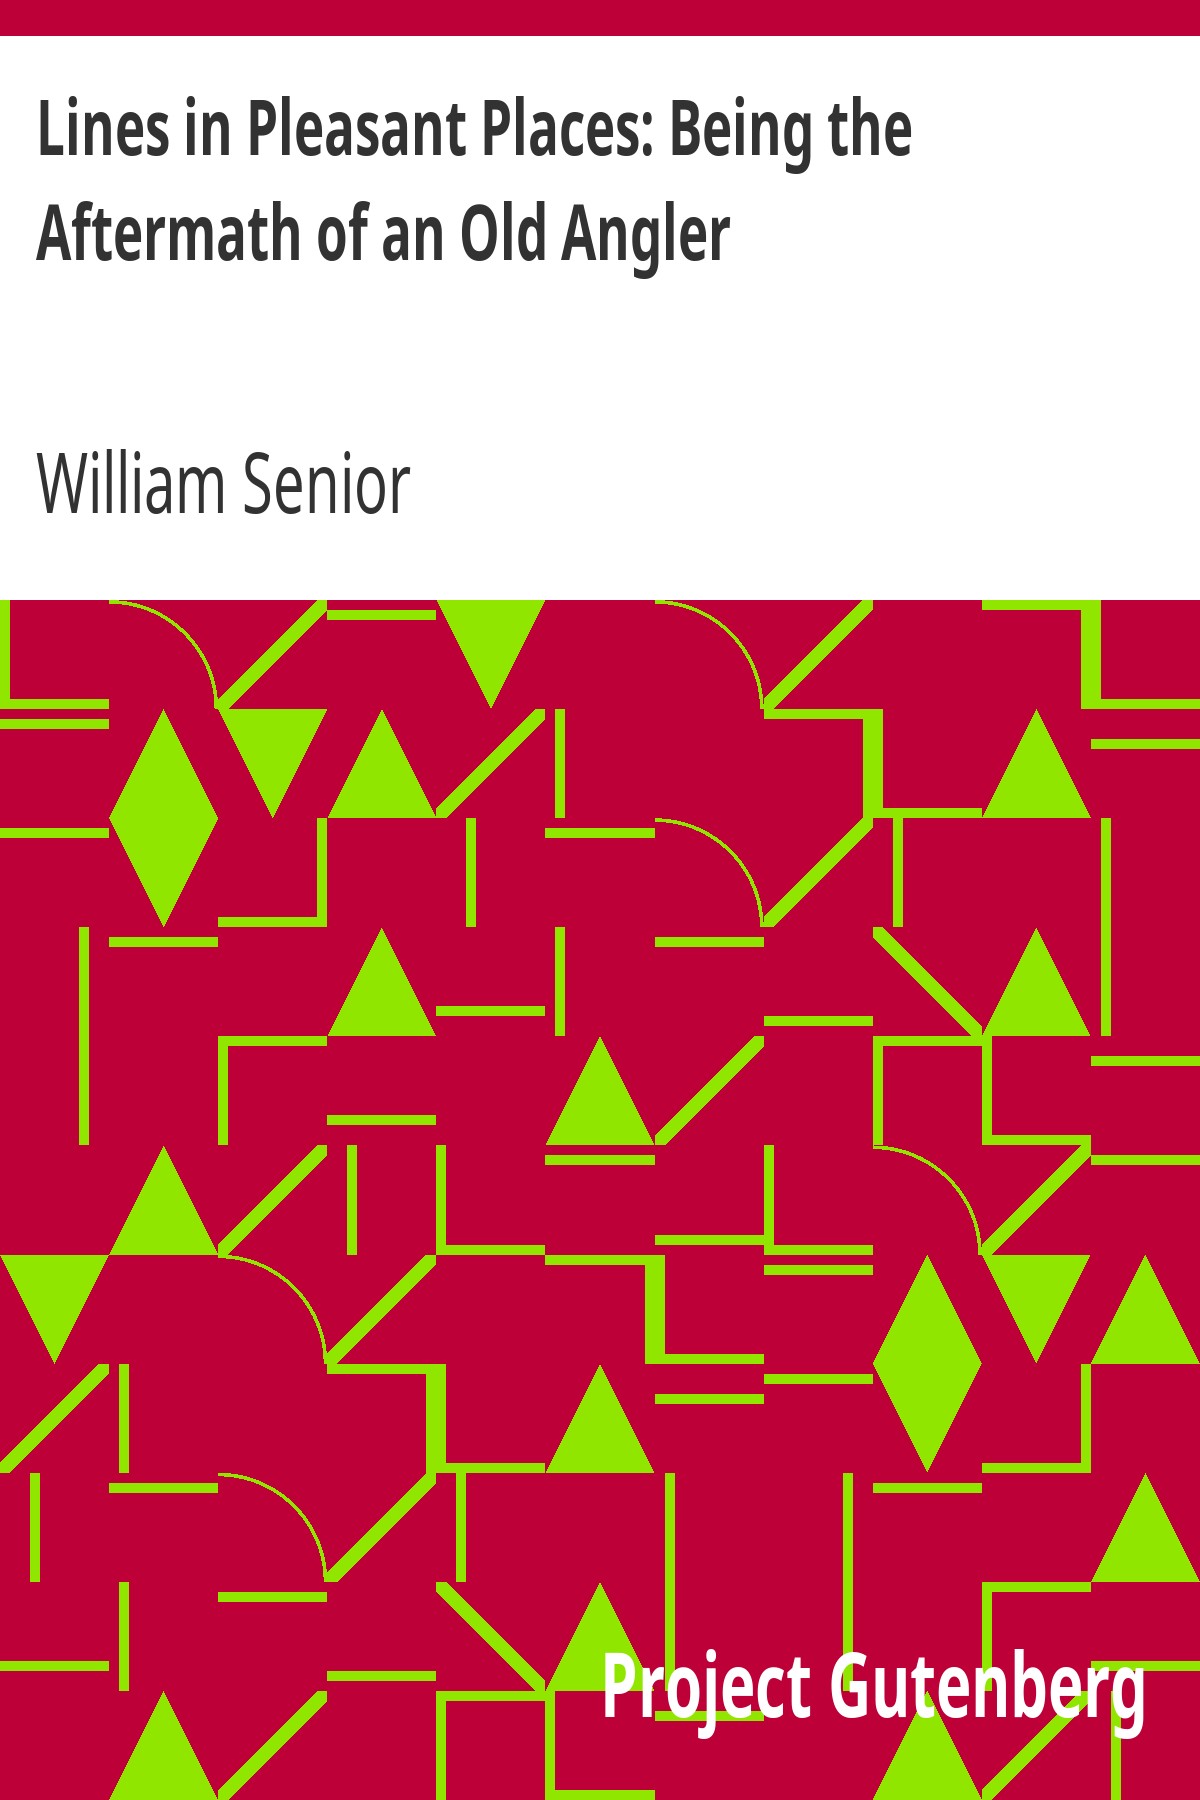 Lines in Pleasant Places: Being the
Aftermath of an Old Angler
William Senior
Project Gutenberg